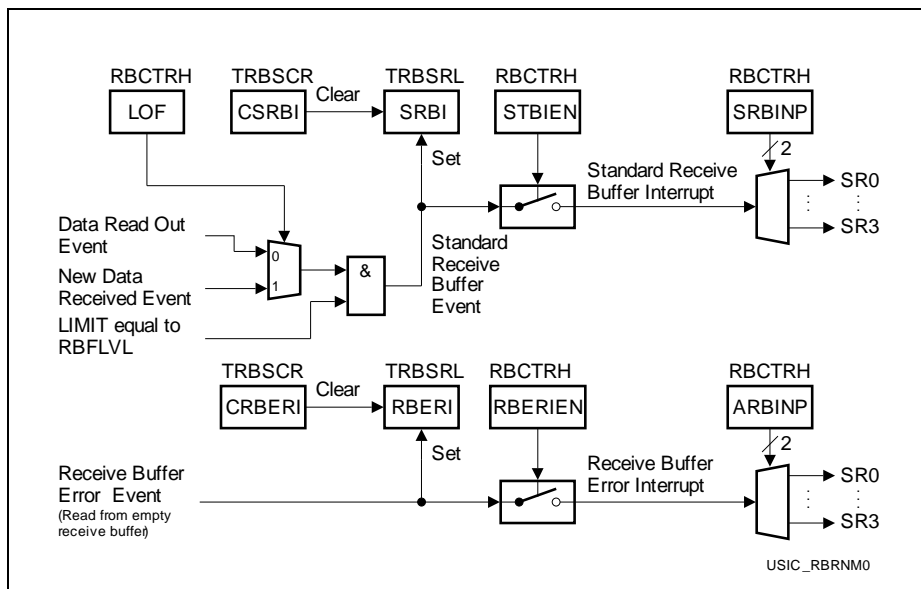 RBCTRH
LOF
TRBSCR
CSRBI
Clear
TRBSRL
SRBI
Set
RBCTRH
STBIEN
RBCTRH
SRBINP
2
Standard Receive
Buffer Interrupt
SR0
SR3
Data Read Out
Event
0
New Data
Received Event
1
LIMIT equal to
RBFLVL
&
Standard
Receive
Buffer
Event
TRBSCR
CRBERI
Clear
TRBSRL
RBERI
Set
RBCTRH
RBERIEN
RBCTRH
ARBINP
2
Receive Buffer
Error Event
(Read from empty
receive buffer)
Receive Buffer
Error Interrupt
SR0
SR3
USIC_RBRNM0